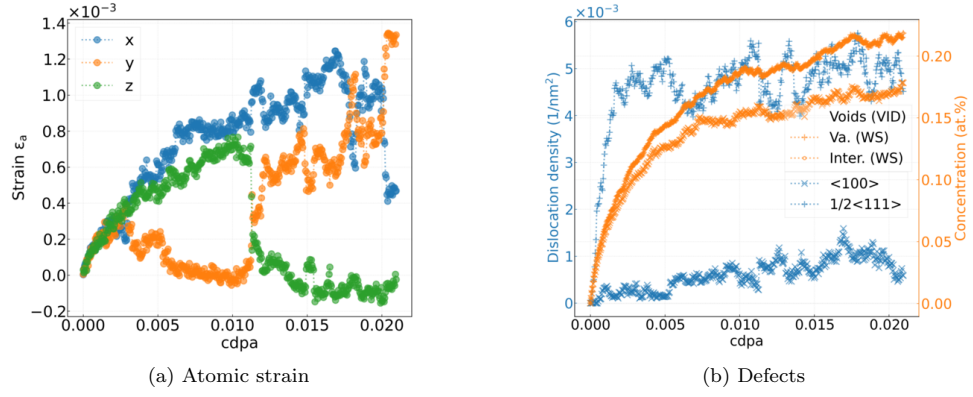 ×10⁻³
1.4
1.2
1.0
0.8
0.6
0.4
0.2
0.0
−0.2
Strain εₐ
x
y
z
0.000
0.005
0.010
0.015
0.020
cdpa
(a) Atomic strain
×10⁻³
6
5
4
3
2
1
0
Dislocation density (1/nm²)
Voids (VID)
Va. (WS)
Inter. (WS)
<100>
1/2<111>
0.20
0.15
0.10
0.05
0.00
Concentration (at.%)
0.000
0.005
0.010
0.015
0.020
cdpa
(b) Defects